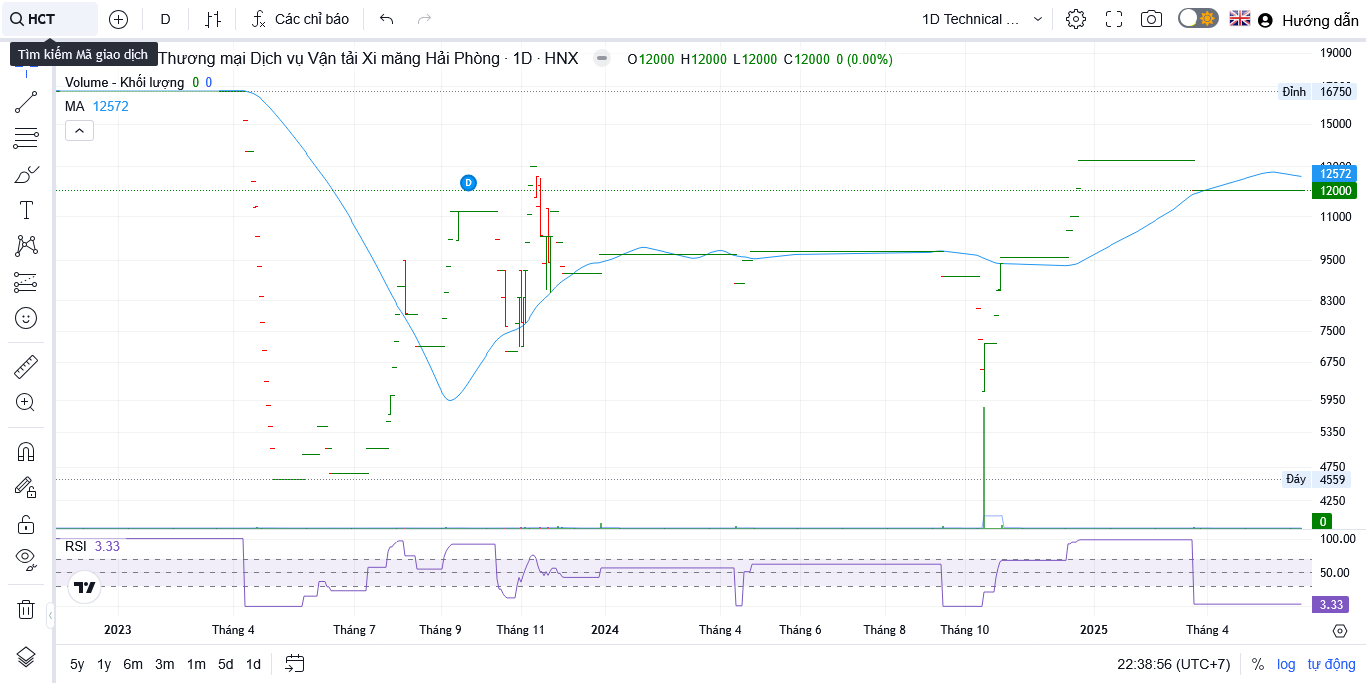 HCT
D
Các chỉ báo
1D Technical ...
Hướng dẫn
Tìm kiếm Mã giao dịch
Thương mại Dịch vụ Vận tải Xi măng Hải Phòng · 1D · HNX
O12000 H12000 L12000 C12000 0 (0.00%)
Volume - Khối lượng 0 0
MA 12572
D
19000
Đỉnh 16750
15000
12572
12000
11000
9500
8300
7500
6750
5950
5350
4750
Đáy 4559
4250
0
RSI 3.33
100.00
50.00
3.33
2023 Tháng 4 Tháng 7 Tháng 9 Tháng 11 2024 Tháng 4 Tháng 6 Tháng 8 Tháng 10 2025 Tháng 4
5y 1y 6m 3m 1m 5d 1d
22:38:56 (UTC+7) % log tự động